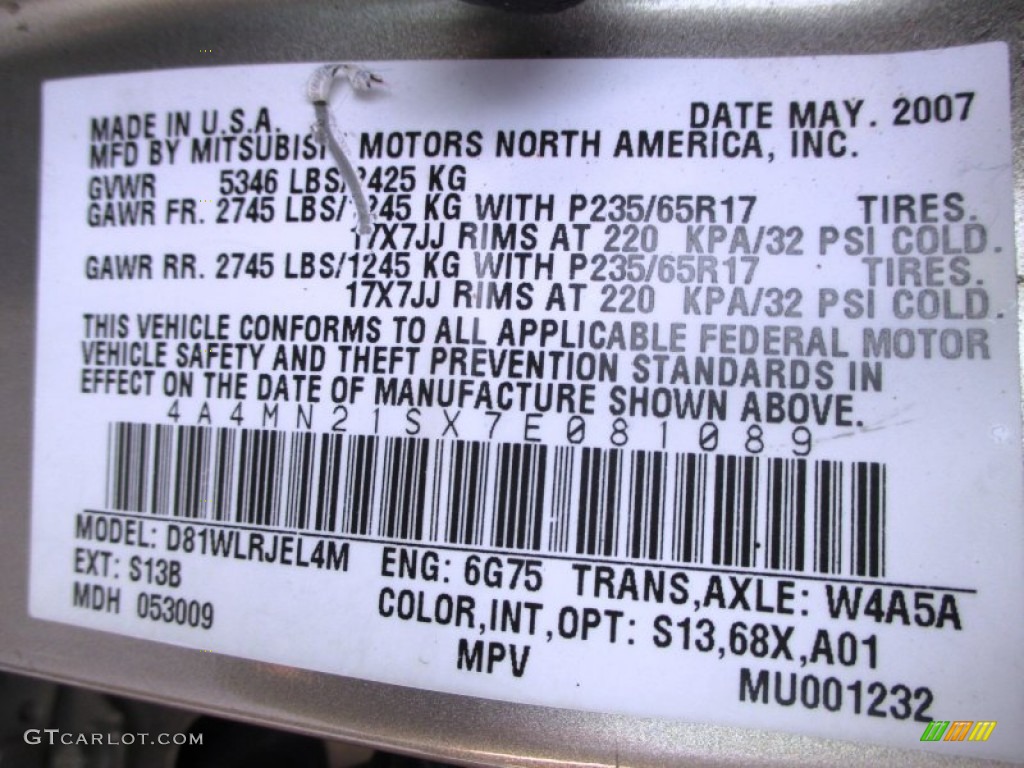 MADE IN U.S.A. DATE MAY. 2007
MFD BY MITSUBISI MOTORS NORTH AMERICA, INC.
GVWR 5346 LBS/2425 KG
GAWR FR. 2745 LBS/1245 KG WITH P235/65R17 TIRES.
17X7JJ RIMS AT 220 KPA/32 PSI COLD.
GAWR RR. 2745 LBS/1245 KG WITH P235/65R17 TIRES.
17X7JJ RIMS AT 220 KPA/32 PSI COLD.
THIS VEHICLE CONFORMS TO ALL APPLICABLE FEDERAL MOTOR
VEHICLE SAFETY AND THEFT PREVENTION STANDARDS IN
EFFECT ON THE DATE OF MANUFACTURE SHOWN ABOVE.
4A4MN21SX7E081089
MODEL: D81WLRJEL4M ENG: 6G75 TRANS,AXLE: W4A5A
EXT: S13B COLOR,INT,OPT: S13,68X,A01
MDH 053009 MPV MU001232
GTCARLOT.COM